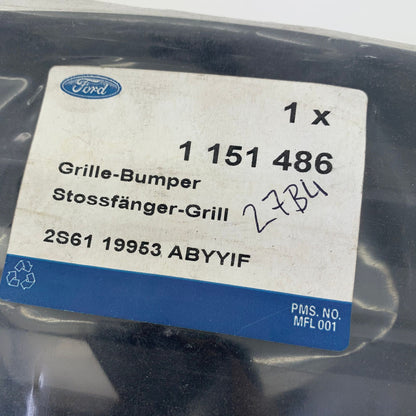 Ford
1 x
1 151 486
Grille-Bumper
Stossfänger-Grill
27B4
2S61 19953 ABYYIF
PMS. NO.
MFL 001